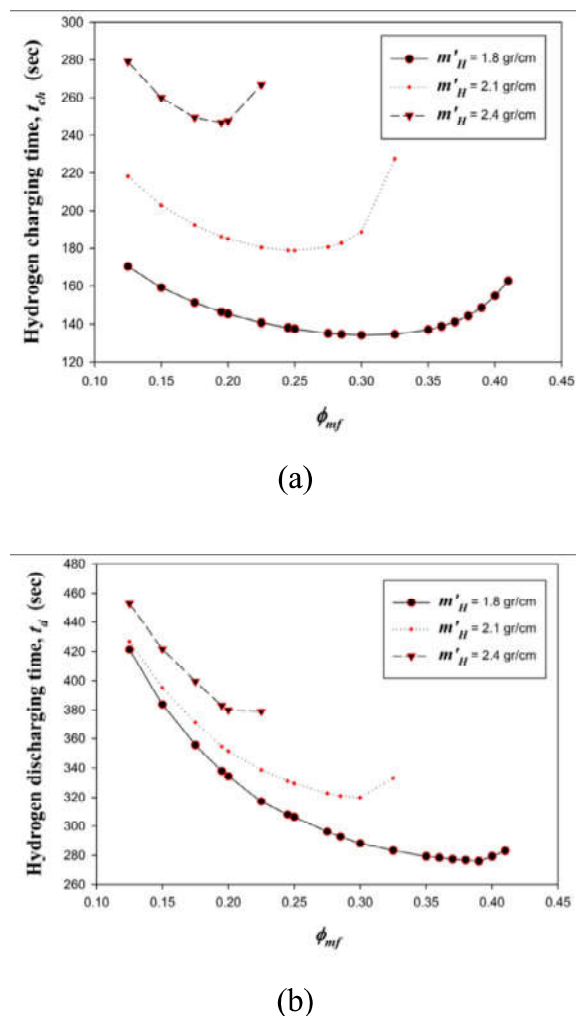 300
280
260
240
220
200
180
160
140
120
Hydrogen charging time, t_ch (sec)
m'_H = 1.8 gr/cm
m'_H = 2.1 gr/cm
m'_H = 2.4 gr/cm
0.10 0.15 0.20 0.25 0.30 0.35 0.40 0.45
ϕ_mf
(a)
480
460
440
420
400
380
360
340
320
300
280
260
Hydrogen discharging time, t_d (sec)
m'_H = 1.8 gr/cm
m'_H = 2.1 gr/cm
m'_H = 2.4 gr/cm
0.10 0.15 0.20 0.25 0.30 0.35 0.40 0.45
ϕ_mf
(b)